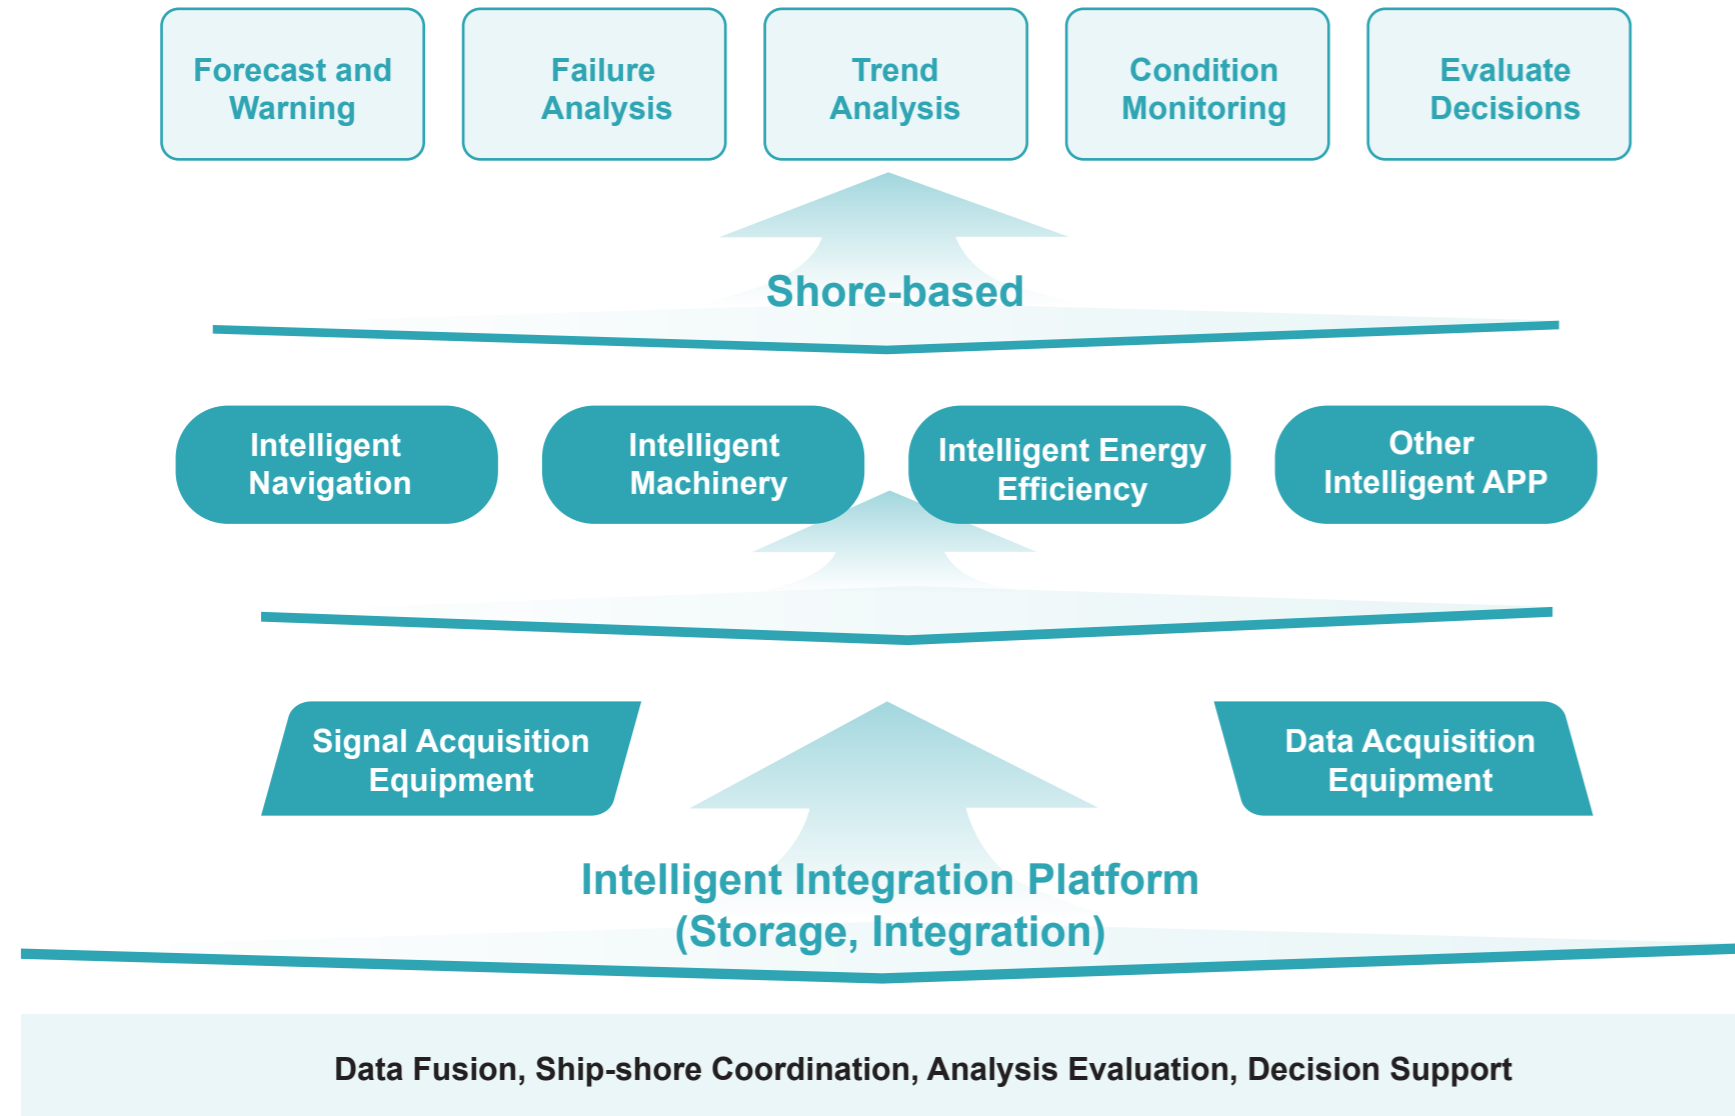 Forecast and
Warning
Failure
Analysis
Trend
Analysis
Condition
Monitoring
Evaluate
Decisions
Shore-based
Intelligent
Navigation
Intelligent
Machinery
Intelligent Energy
Efficiency
Other
Intelligent APP
Signal Acquisition
Equipment
Data Acquisition
Equipment
Intelligent Integration Platform
(Storage, Integration)
Data Fusion, Ship-shore Coordination, Analysis Evaluation, Decision Support